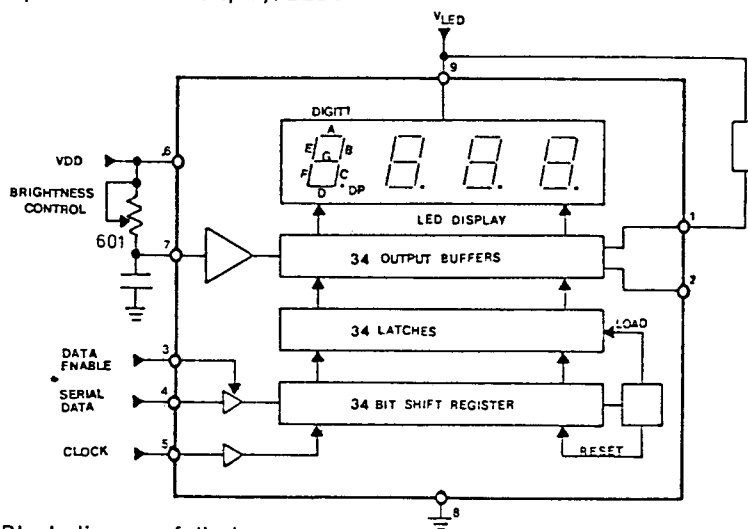 VLED
9
DIGIT1
A
E B
G
F C
D DP
LED DISPLAY
6
VDD
BRIGHTNESS
CONTROL
601
7
34 OUTPUT BUFFERS
1
2
34 LATCHES
LOAD
DATA
ENABLE
3
SERIAL
DATA
4
34 BIT SHIFT REGISTER
CLOCK
5
RESET
8